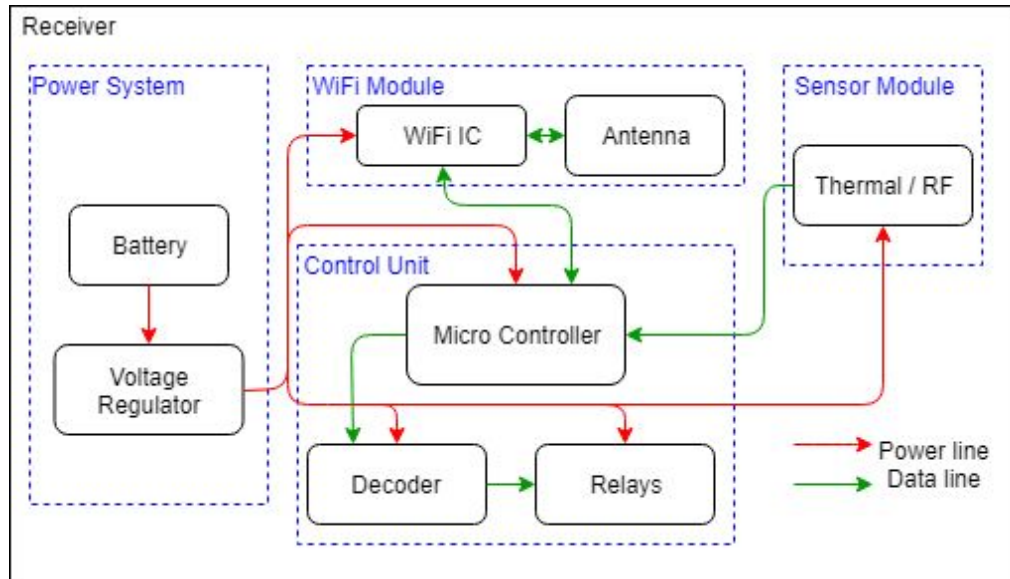 Receiver
Power System
WiFi Module
Sensor Module
WiFi IC
Antenna
Thermal / RF
Battery
Control Unit
Micro Controller
Voltage
Regulator
Power line
Data line
Decoder
Relays